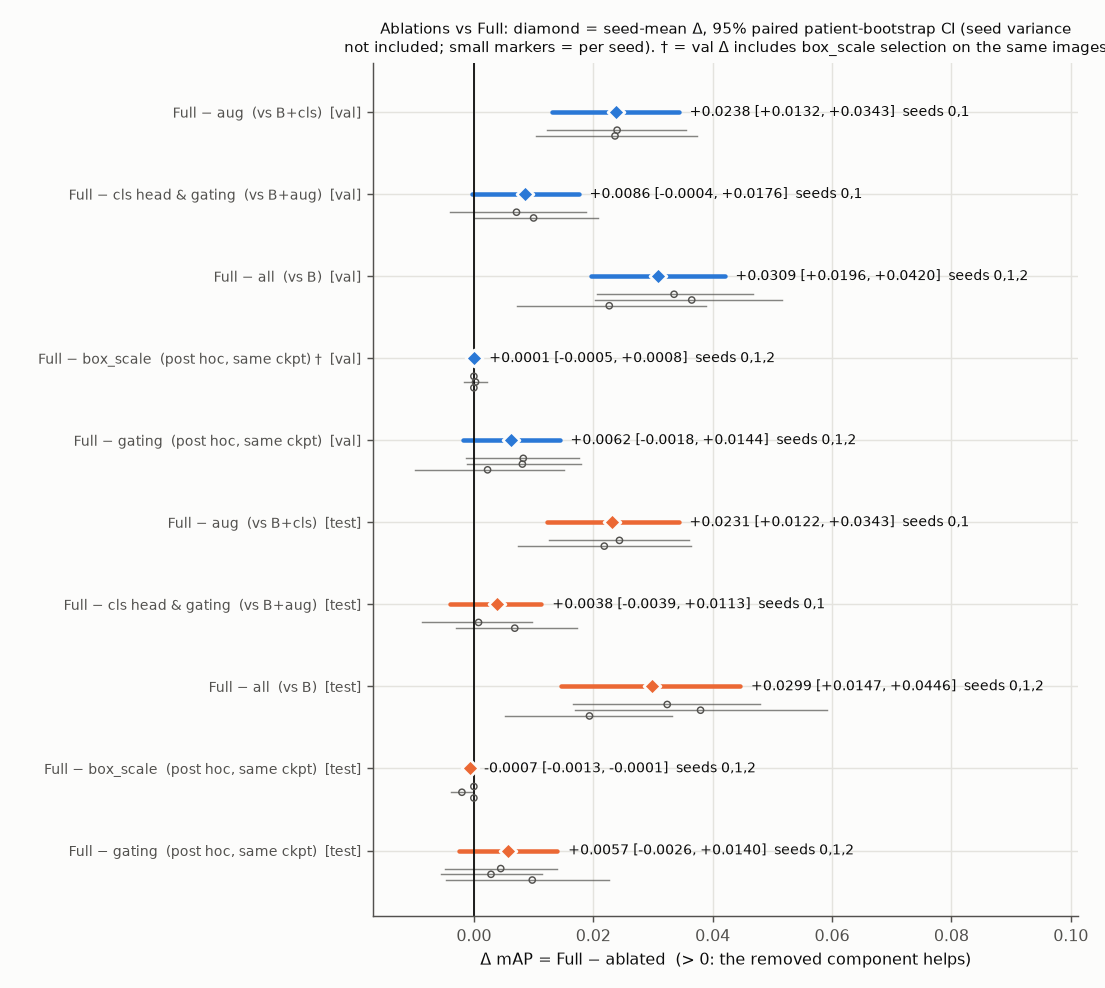 Ablations vs Full: diamond = seed-mean Δ, 95% paired patient-bootstrap CI (seed variance
not included; small markers = per seed). † = val Δ includes box_scale selection on the same images
Full − aug (vs B+cls) [val]
+0.0238 [+0.0132, +0.0343] seeds 0,1
Full − cls head & gating (vs B+aug) [val]
+0.0086 [-0.0004, +0.0176] seeds 0,1
Full − all (vs B) [val]
+0.0309 [+0.0196, +0.0420] seeds 0,1,2
Full − box_scale (post hoc, same ckpt) † [val]
+0.0001 [-0.0005, +0.0008] seeds 0,1,2
Full − gating (post hoc, same ckpt) [val]
+0.0062 [-0.0018, +0.0144] seeds 0,1,2
Full − aug (vs B+cls) [test]
+0.0231 [+0.0122, +0.0343] seeds 0,1
Full − cls head & gating (vs B+aug) [test]
+0.0038 [-0.0039, +0.0113] seeds 0,1
Full − all (vs B) [test]
+0.0299 [+0.0147, +0.0446] seeds 0,1,2
Full − box_scale (post hoc, same ckpt) [test]
-0.0007 [-0.0013, -0.0001] seeds 0,1,2
Full − gating (post hoc, same ckpt) [test]
+0.0057 [-0.0026, +0.0140] seeds 0,1,2
0.00 0.02 0.04 0.06 0.08 0.10
Δ mAP = Full − ablated (> 0: the removed component helps)